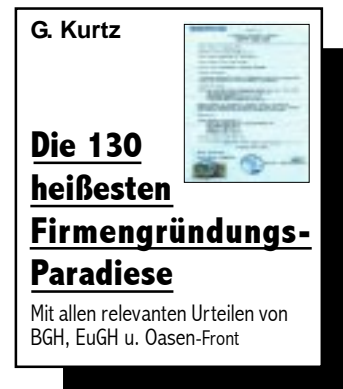 G. Kurtz
Die 130
heißesten
Firmengründungs-
Paradiese
Mit allen relevanten Urteilen von
BGH, EuGH u. Oasen-Front